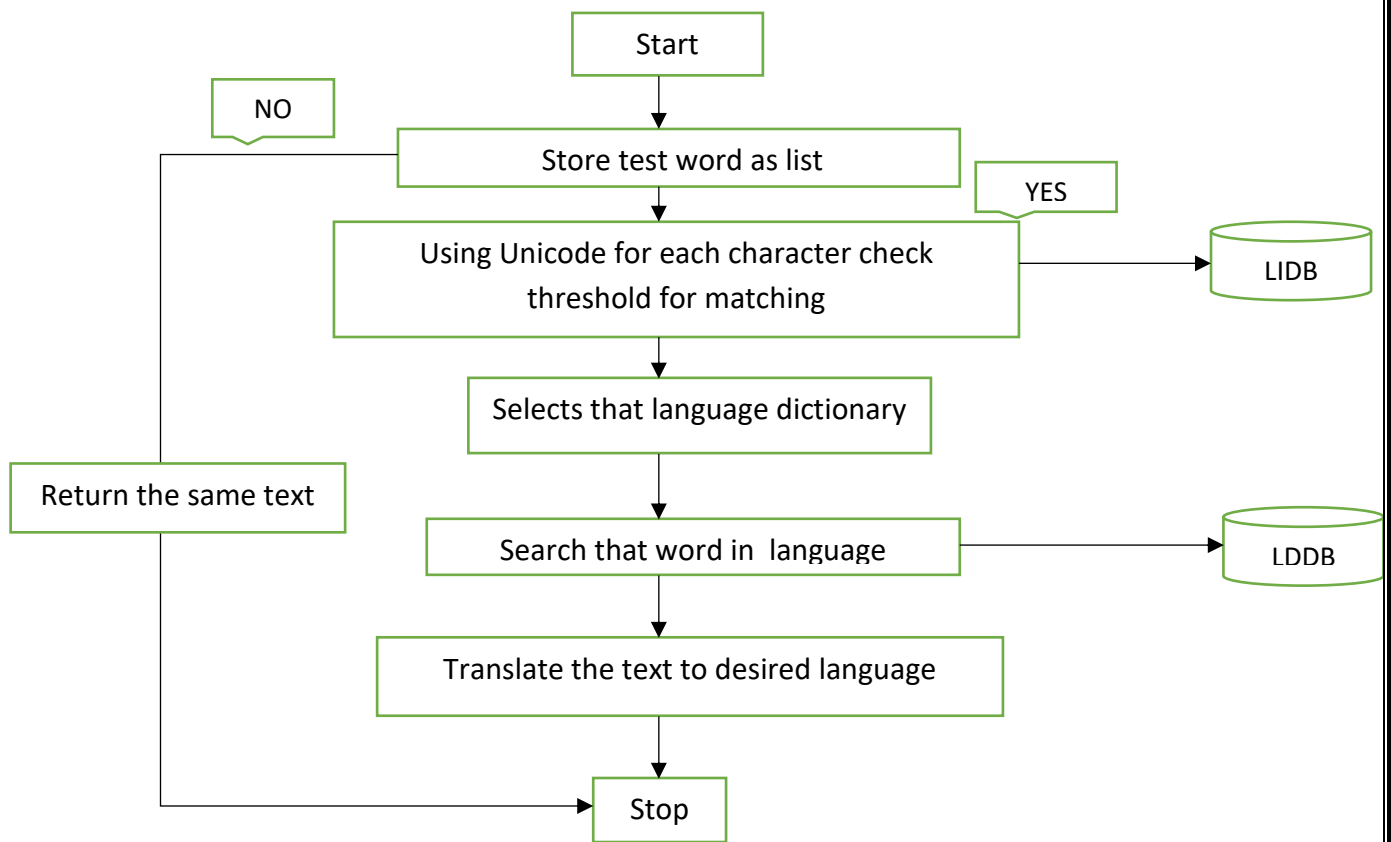 Start
NO
Store test word as list
YES
Using Unicode for each character check
threshold for matching
LIDB
Selects that language dictionary
Return the same text
Search that word in language
LDDB
Translate the text to desired language
Stop